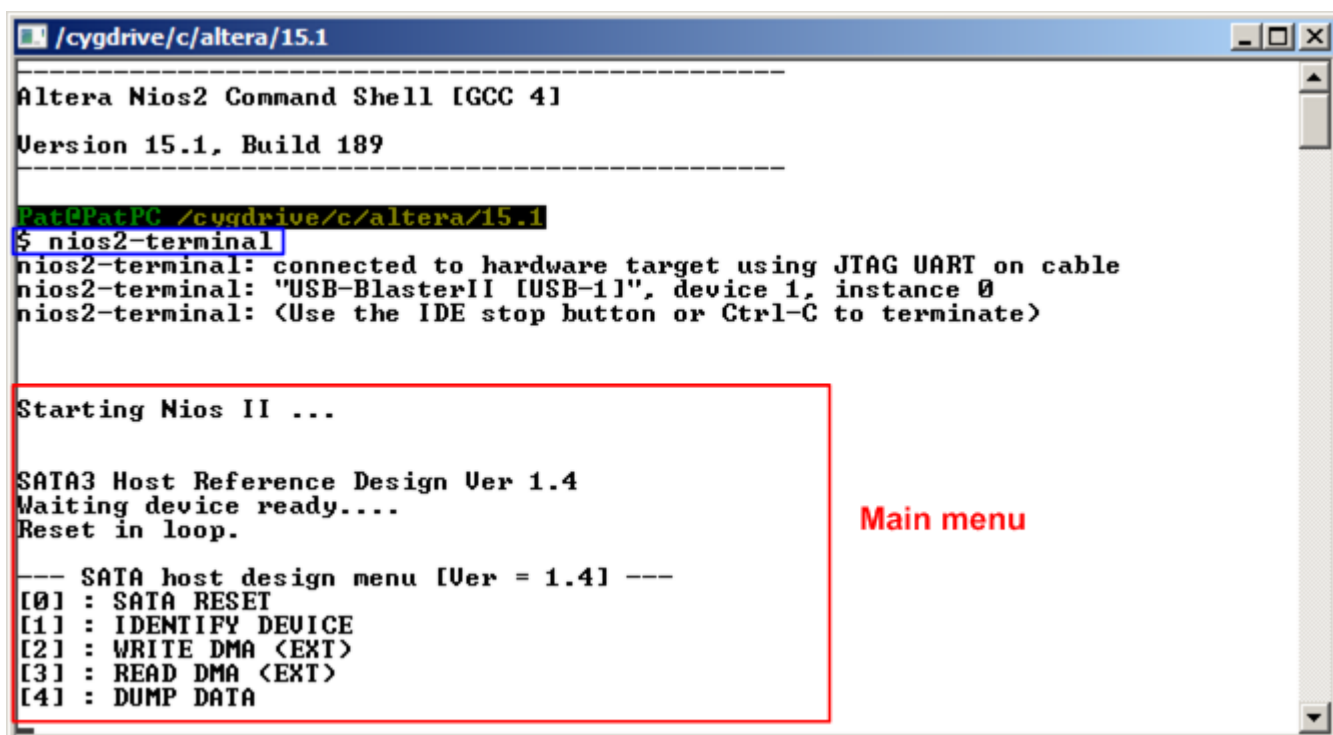 /cygdrive/c/altera/15.1
------------------------------------------------
Altera Nios2 Command Shell [GCC 4]
Version 15.1, Build 189
------------------------------------------------
Pat@PatPC /cygdrive/c/altera/15.1
$ nios2-terminal
nios2-terminal: connected to hardware target using JTAG UART on cable
nios2-terminal: "USB-BlasterII [USB-1]", device 1, instance 0
nios2-terminal: (Use the IDE stop button or Ctrl-C to terminate)
Starting Nios II ...
SATA3 Host Reference Design Ver 1.4
Waiting device ready....
Reset in loop.
Main menu
--- SATA host design menu [Ver = 1.4] ---
[0] : SATA RESET
[1] : IDENTIFY DEVICE
[2] : WRITE DMA (EXT)
[3] : READ DMA (EXT)
[4] : DUMP DATA